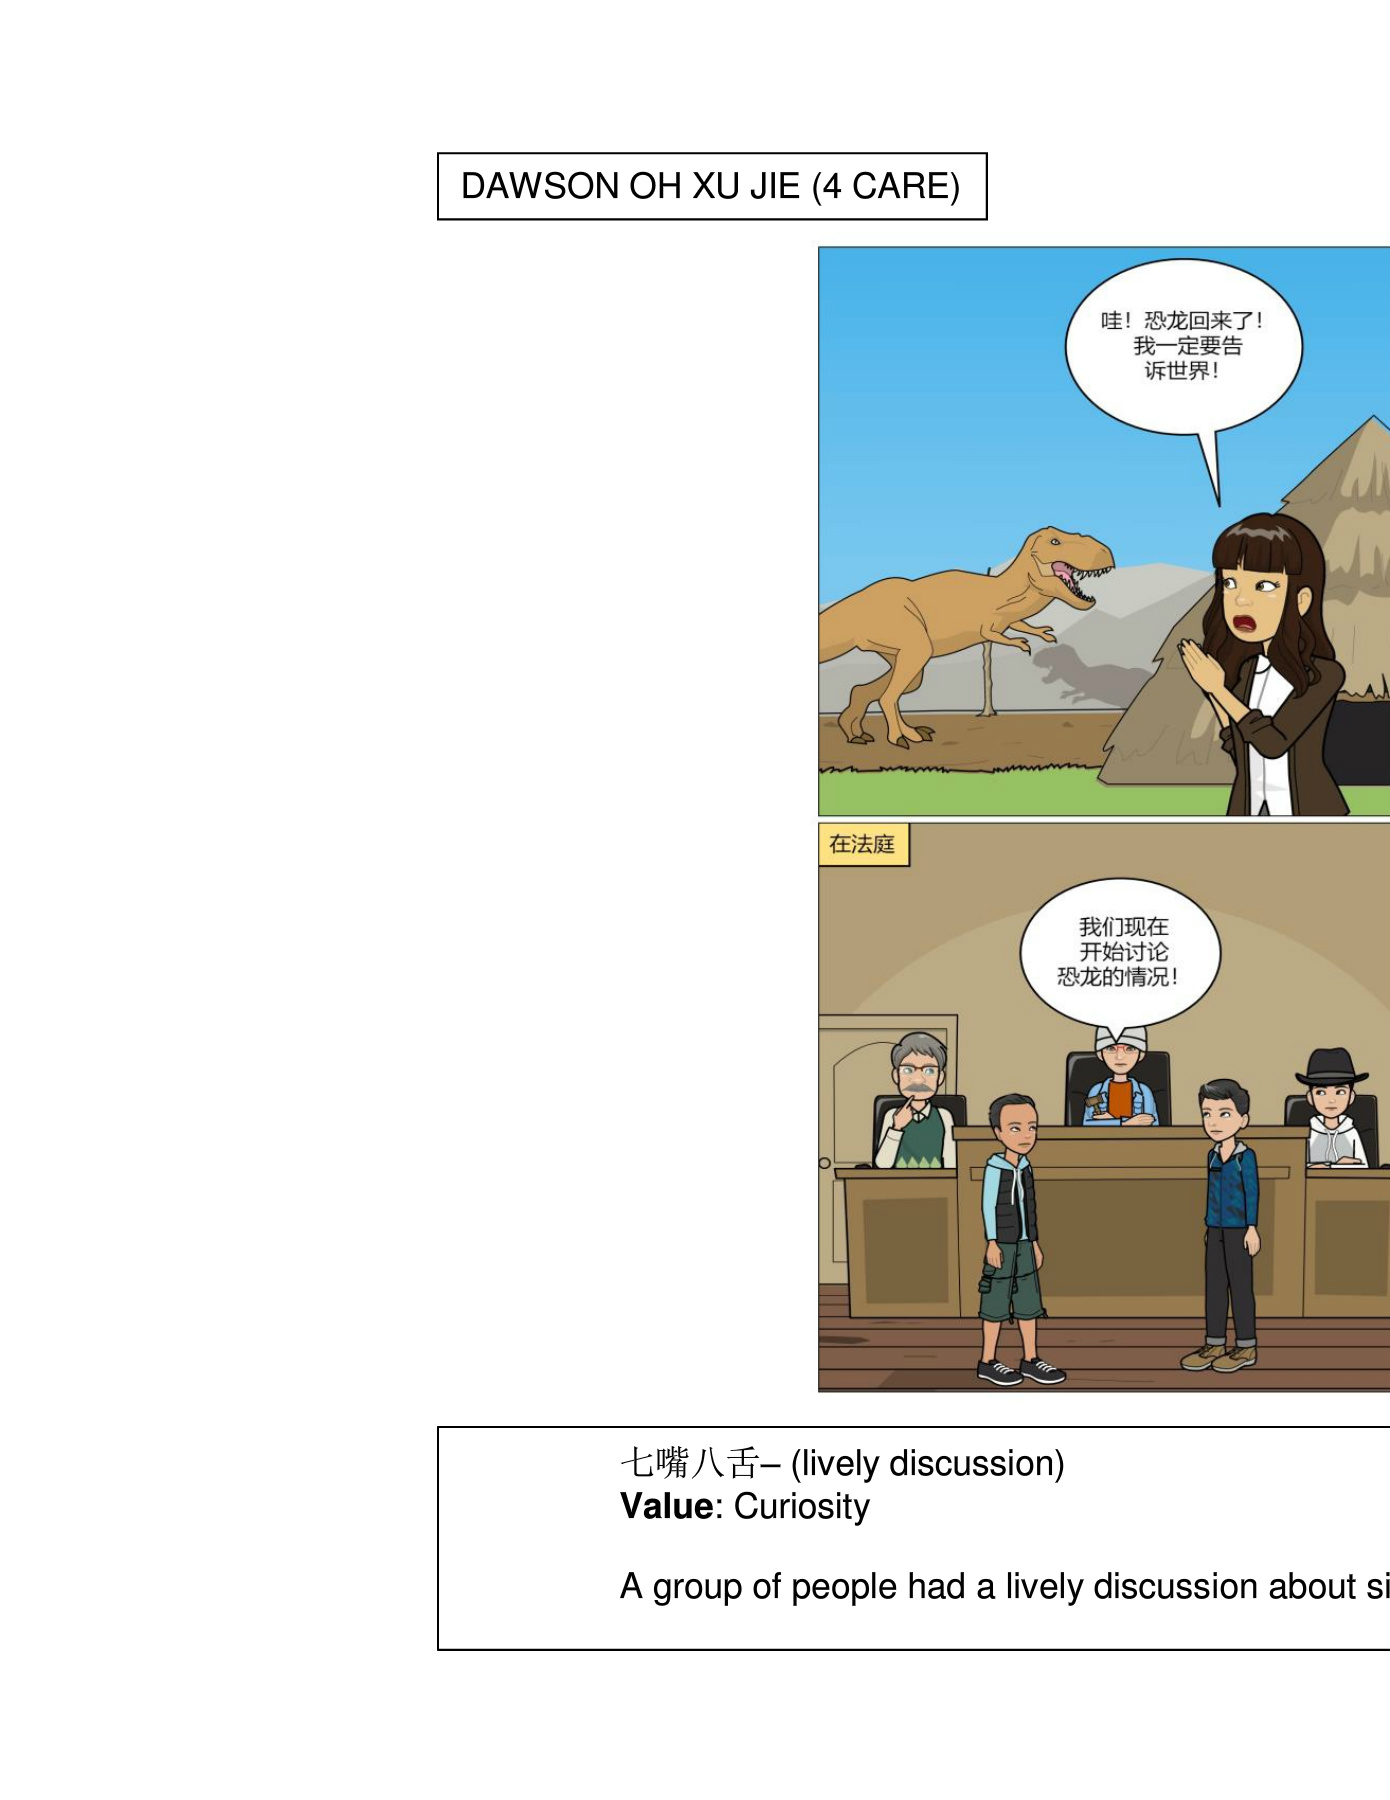 DAWSON OH XU JIE (4 CARE)
哇！恐龙回来了！
我一定要告
诉世界！
在法庭
我们现在
开始讨论
恐龙的情况！
七嘴八舌– (lively discussion)
Value: Curiosity
A group of people had a lively discussion about